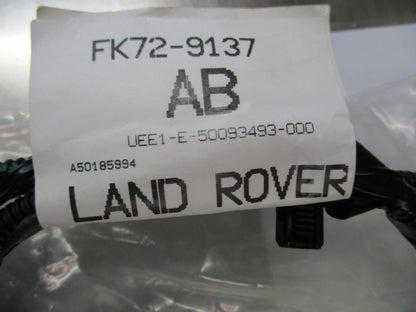 FK72-9137
AB
UEE1-E-50093493-000
A50185994
LAND ROVER